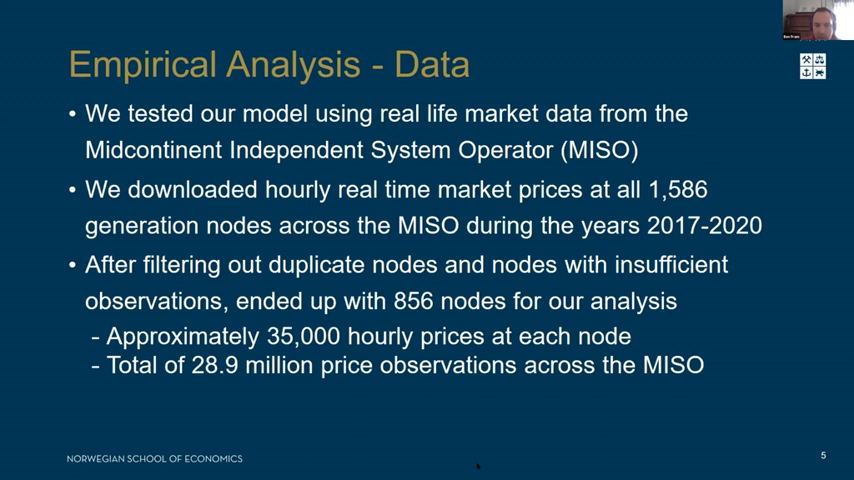 Empirical Analysis - Data
• We tested our model using real life market data from the
Midcontinent Independent System Operator (MISO)
• We downloaded hourly real time market prices at all 1,586
generation nodes across the MISO during the years 2017-2020
• After filtering out duplicate nodes and nodes with insufficient
observations, ended up with 856 nodes for our analysis
- Approximately 35,000 hourly prices at each node
- Total of 28.9 million price observations across the MISO
NORWEGIAN SCHOOL OF ECONOMICS
5